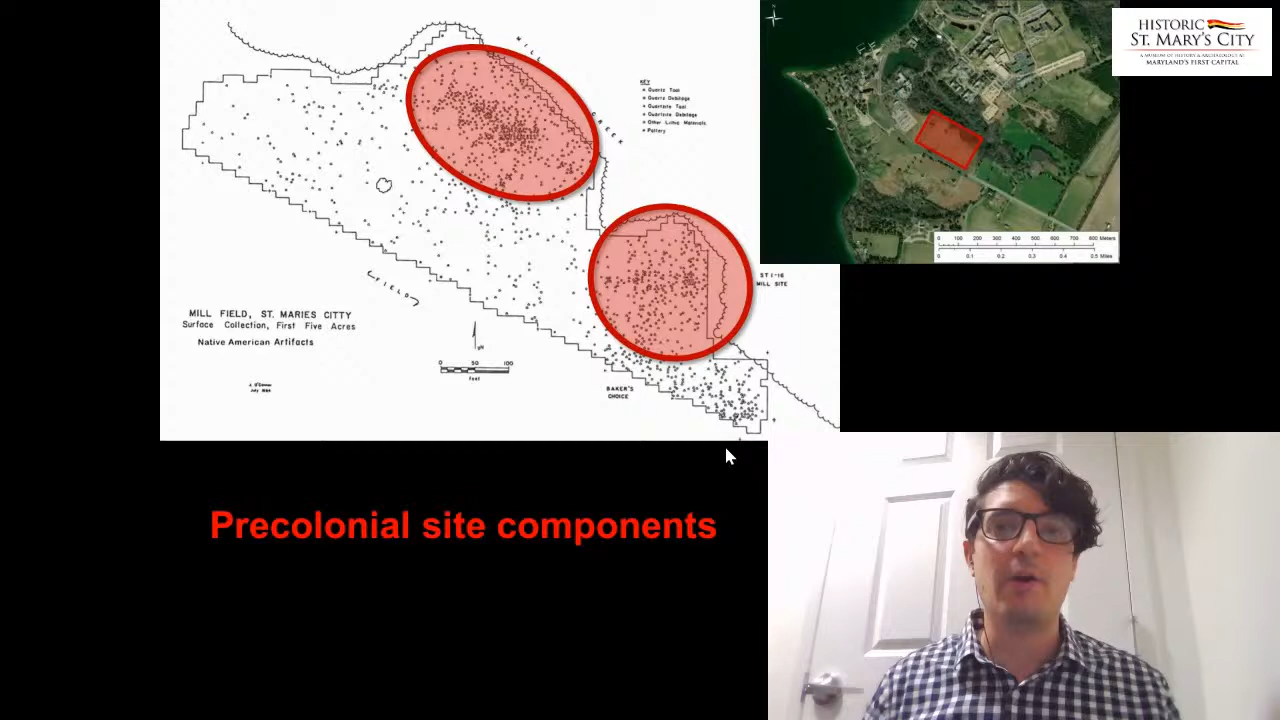 MILL
CREEK
KEY
Quartz Tool
Quartz Debitage
Quartzite Tool
Quartzite Debitage
Other Lithic Materials
Pottery
HISTORIC
ST. MARY'S CITY
A MUSEUM OF HISTORY & ARCHAEOLOGY AT
MARYLAND'S FIRST CAPITAL
0 100 200 300 400 500 600 700 800 Meters
0 0.1 0.2 0.3 0.4 0.5 Miles
ST 1-16
MILL SITE
FIELD
MILL FIELD, ST. MARIES CITTY
Surface Collection, First Five Acres
Native American Artifacts
0 50 100
feet
BAKER'S
CHOICE
Precolonial site components